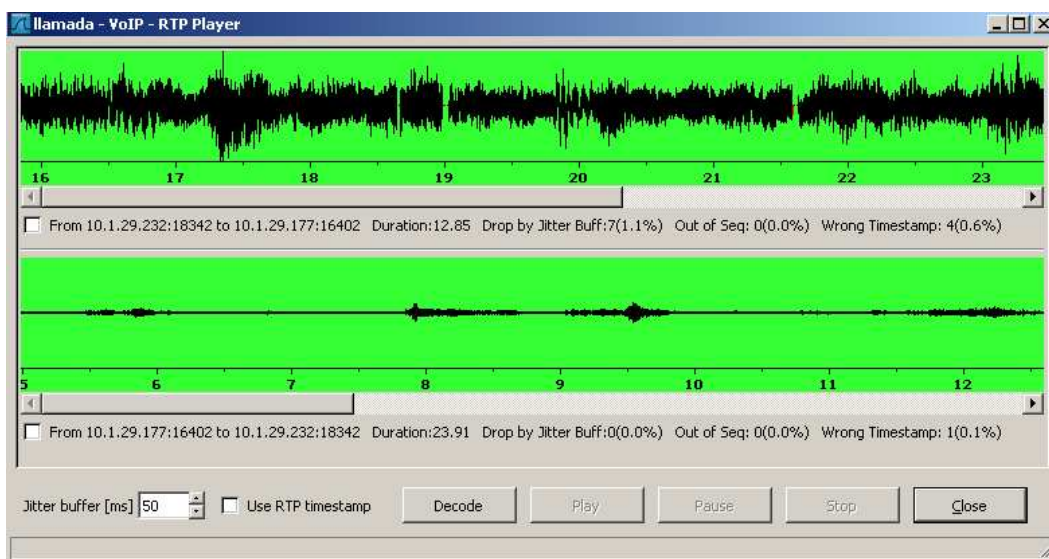 llamada - VoIP - RTP Player
16 17 18 19 20 21 22 23
From 10.1.29.232:18342 to 10.1.29.177:16402 Duration:12.85 Drop by Jitter Buff:7(1.1%) Out of Seq: 0(0.0%) Wrong Timestamp: 4(0.6%)
5 6 7 8 9 10 11 12
From 10.1.29.177:16402 to 10.1.29.232:18342 Duration:23.91 Drop by Jitter Buff:0(0.0%) Out of Seq: 0(0.0%) Wrong Timestamp: 1(0.1%)
Jitter buffer [ms] 50 Use RTP timestamp Decode Play Pause Stop Close